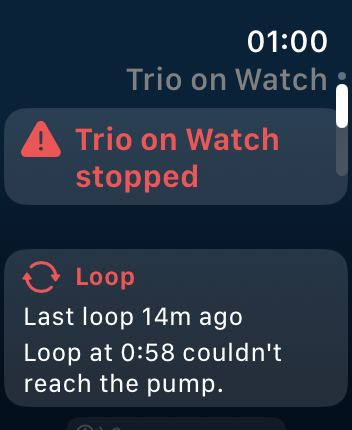 01:00
Trio on Watch
Trio on Watch
stopped
Loop
Last loop 14m ago
Loop at 0:58 couldn't
reach the pump.